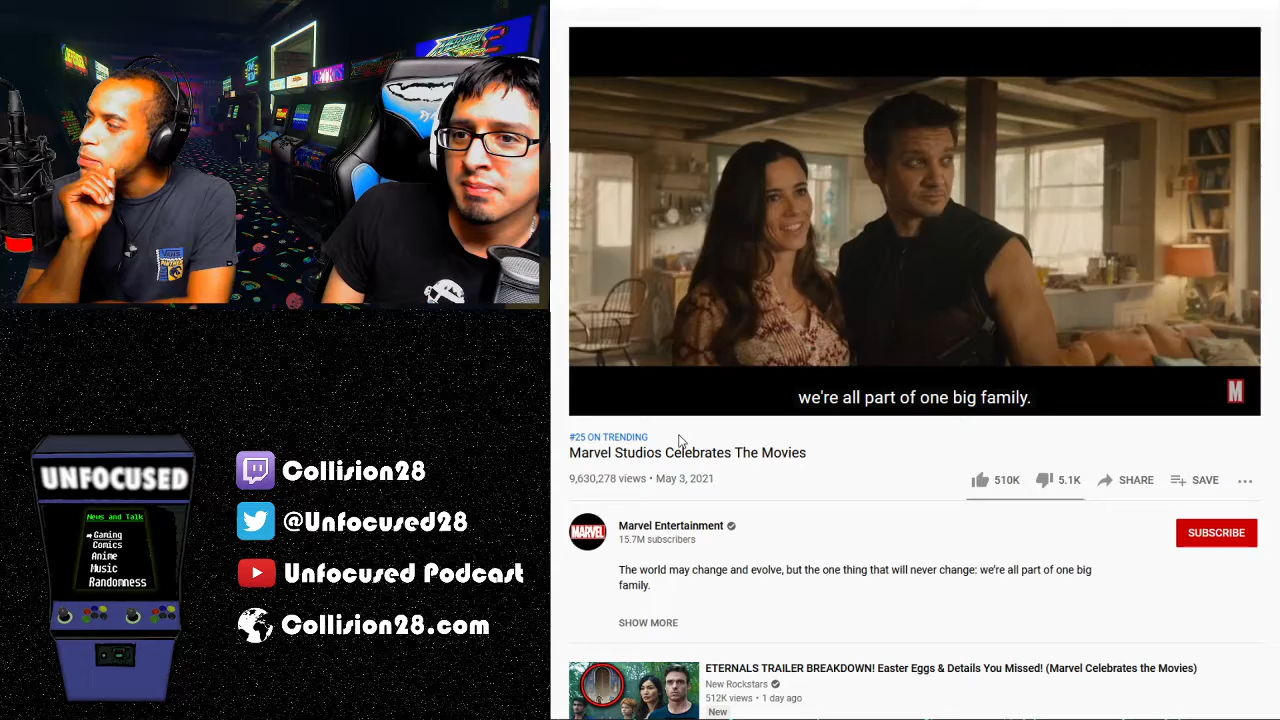 UNFOCUSED
News and Talk
Gaming
Comics
Anime
Music
Randomness
Collision28
@Unfocused28
Unfocused Podcast
Collision28.com
VANS
we're all part of one big family.
M
#25 ON TRENDING
Marvel Studios Celebrates The Movies
9,630,278 views • May 3, 2021
510K
5.1K
SHARE
SAVE
MARVEL
Marvel Entertainment
15.7M subscribers
SUBSCRIBE
The world may change and evolve, but the one thing that will never change: we're all part of one big
family.
SHOW MORE
ETERNALS TRAILER BREAKDOWN! Easter Eggs & Details You Missed! (Marvel Celebrates the Movies)
New Rockstars
512K views • 1 day ago
New